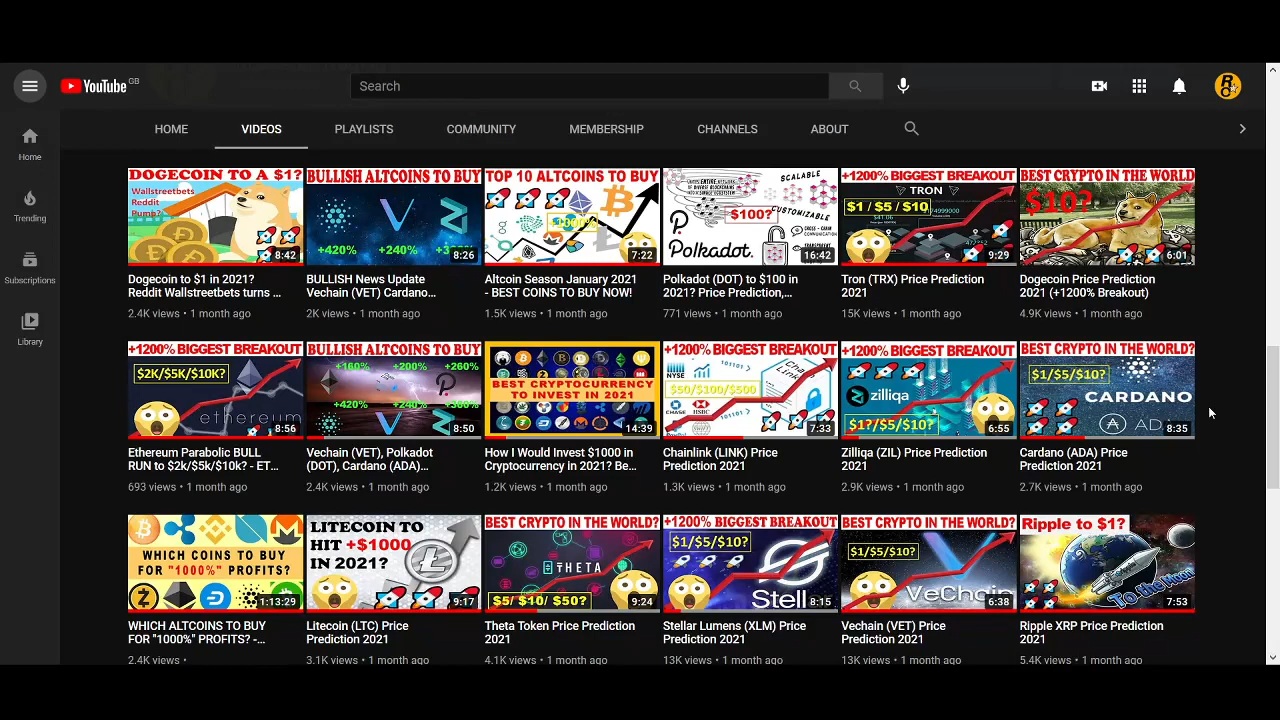 YouTube GB
Search
HOME VIDEOS PLAYLISTS COMMUNITY MEMBERSHIP CHANNELS ABOUT
Home
Trending
Subscriptions
Library
DOGECOIN TO A $1?
Wallstreetbets
Reddit
Pump?
8:42
Dogecoin to $1 in 2021?
Reddit Wallstreetbets turns ...
2.4K views • 1 month ago
BULLISH ALTCOINS TO BUY
+420% +240%
8:26
BULLISH News Update
Vechain (VET) Cardano...
2K views • 1 month ago
TOP 10 ALTCOINS TO BUY
7:22
Altcoin Season January 2021
- BEST COINS TO BUY NOW!
1.5K views • 1 month ago
SCALABLE
$100?
CUSTOMIZABLE
Polkadot.
16:42
Polkadot (DOT) to $100 in
2021? Price Prediction,...
771 views • 1 month ago
+1200% BIGGEST BREAKOUT
TRON
$1 / $5 / $10
9:29
Tron (TRX) Price Prediction
2021
15K views • 1 month ago
BEST CRYPTO IN THE WORLD
$10?
6:01
Dogecoin Price Prediction
2021 (+1200% Breakout)
4.9K views • 1 month ago
+1200% BIGGEST BREAKOUT
$2K/$5K/$10K?
ethereum
8:56
Ethereum Parabolic BULL
RUN to $2k/$5k/$10k? - ET...
693 views • 1 month ago
BULLISH ALTCOINS TO BUY
+160% +200% +260%
+420% +240% +360%
8:50
Vechain (VET), Polkadot
(DOT), Cardano (ADA)...
2.4K views • 1 month ago
BEST CRYPTOCURRENCY
TO INVEST IN 2021
14:39
How I Would Invest $1000 in
Cryptocurrency in 2021? Be...
1.2K views • 1 month ago
+1200% BIGGEST BREAKOUT
NYSE
$50/$100/$500
CHASE HSBC
7:33
Chainlink (LINK) Price
Prediction 2021
1.3K views • 1 month ago
+1200% BIGGEST BREAKOUT
zilliqa
$1?/$5/$10?
6:55
Zilliqa (ZIL) Price Prediction
2021
2.9K views • 1 month ago
BEST CRYPTO IN THE WORLD?
$1/$5/$10?
CARDANO
8:35
Cardano (ADA) Price
Prediction 2021
2.7K views • 1 month ago
WHICH COINS TO BUY
FOR "1000%" PROFITS?
1:13:29
WHICH ALTCOINS TO BUY
FOR "1000%" PROFITS? -...
2.4K views •
LITECOIN TO
HIT +$1000
IN 2021?
9:17
Litecoin (LTC) Price
Prediction 2021
3.1K views • 1 month ago
BEST CRYPTO IN THE WORLD?
THETA
$5/ $10/ $50?
9:24
Theta Token Price Prediction
2021
4.1K views • 1 month ago
+1200% BIGGEST BREAKOUT
$1/$5/$10?
Stell
8:15
Stellar Lumens (XLM) Price
Prediction 2021
13K views • 1 month ago
BEST CRYPTO IN THE WORLD?
$1/$5/$10?
VeChain
6:38
Vechain (VET) Price
Prediction 2021
13K views • 1 month ago
Ripple to $1?
To the Moon
7:53
Ripple XRP Price Prediction
2021
5.4K views • 1 month ago